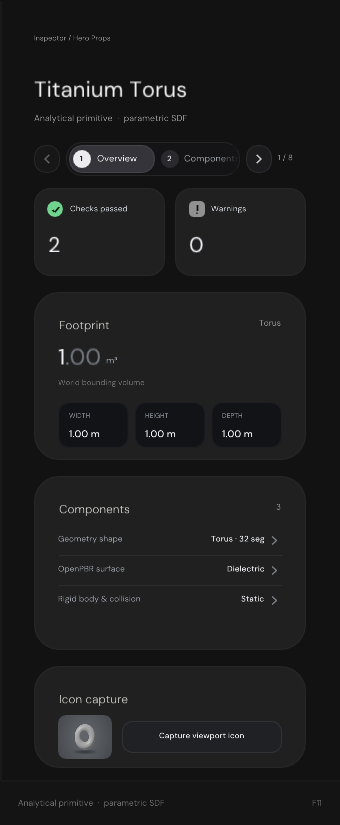 Inspector / Hero Props
Titanium Torus
Analytical primitive · parametric SDF
1 Overview 2 Component 1 / 8
Checks passed
2
Warnings
0
Footprint Torus
1.00 m³
World bounding volume
WIDTH HEIGHT DEPTH
1.00 m 1.00 m 1.00 m
Components 3
Geometry shape Torus · 32 seg
OpenPBR surface Dielectric
Rigid body & collision Static
Icon capture
Capture viewport icon
Analytical primitive · parametric SDF F11